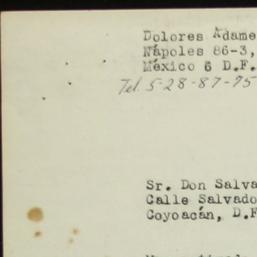 Dolores Adame
Nápoles 86-3,
México 6 D.F.
Tel. 5-28-87-75
Sr. Don Salva
Calle Salvado
Coyoacán, D.F